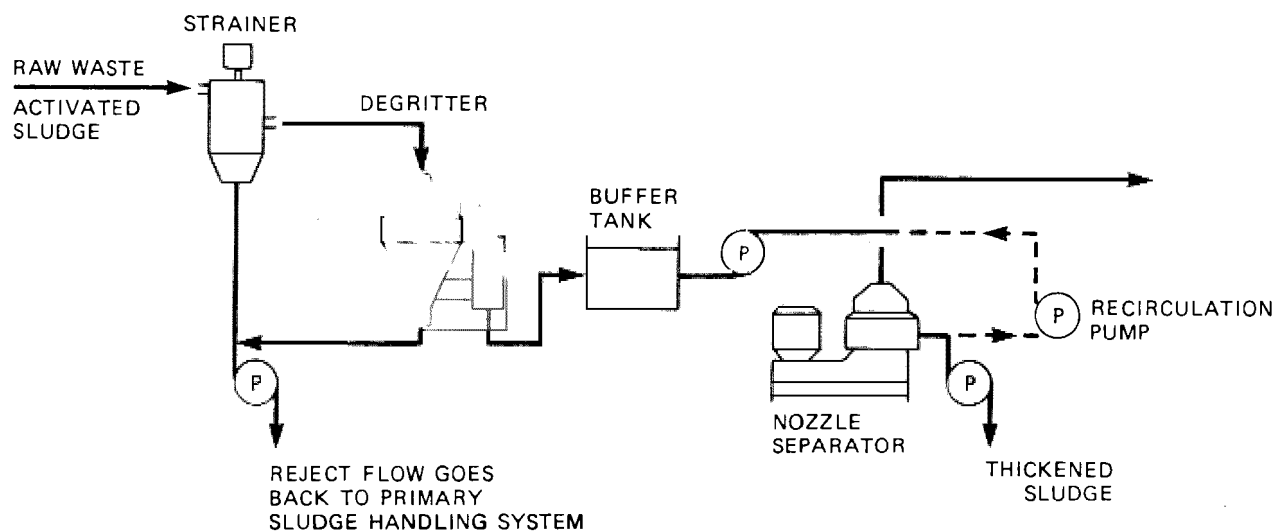 STRAINER
RAW WASTE
ACTIVATED
SLUDGE
DEGRITTER
BUFFER
TANK
P
P
RECIRCULATION
PUMP
P
P
NOZZLE
SEPARATOR
THICKENED
SLUDGE
REJECT FLOW GOES
BACK TO PRIMARY
SLUDGE HANDLING SYSTEM